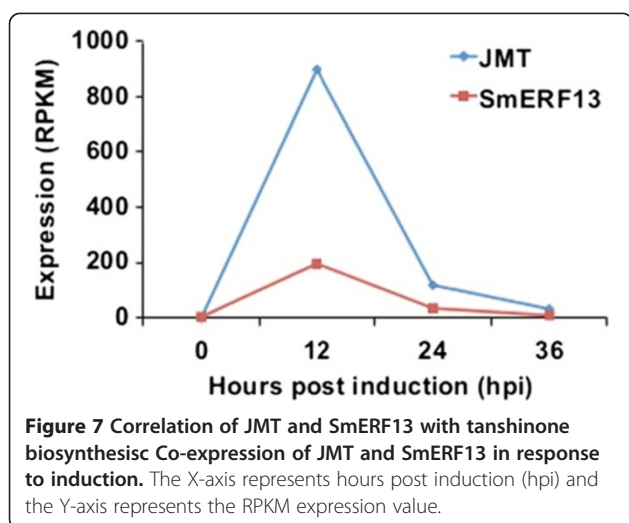 1000
800
600
400
200
0
Expression (RPKM)
JMT
SmERF13
0 12 24 36
Hours post induction (hpi)
Figure 7 Correlation of JMT and SmERF13 with tanshinone
biosynthesisc Co-expression of JMT and SmERF13 in response
to induction. The X-axis represents hours post induction (hpi) and
the Y-axis represents the RPKM expression value.